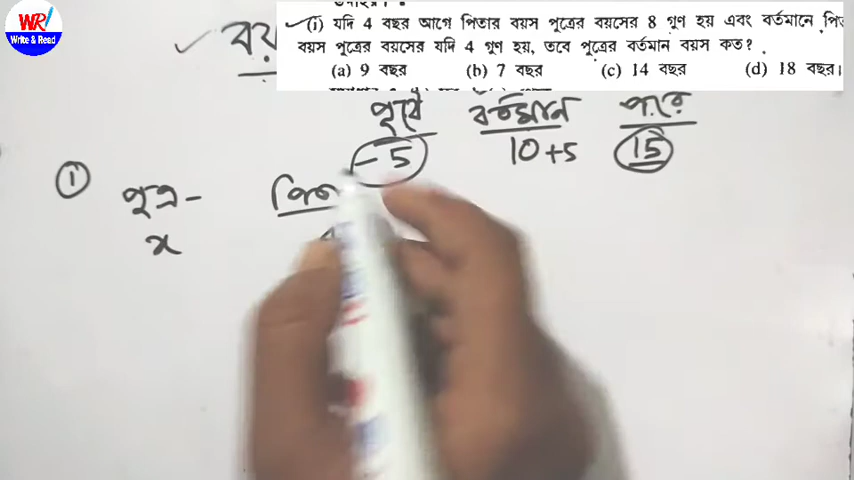 WR
Write & Read
(i) যদি 4 বছর আগে পিতার বয়স পুত্রের বয়সের 8 গুণ হয় এবং বর্তমানে
বয়স পুত্রের বয়সের যদি 4 গুণ হয়, তবে পুত্রের বর্তমান বয়স কত?
(a) 9 বছর (b) 7 বছর (c) 14 বছর (d) 18 বছর।
পূর্বে বর্তমান পরে
-5 10+5 15
① পুত্র- পিতা
x